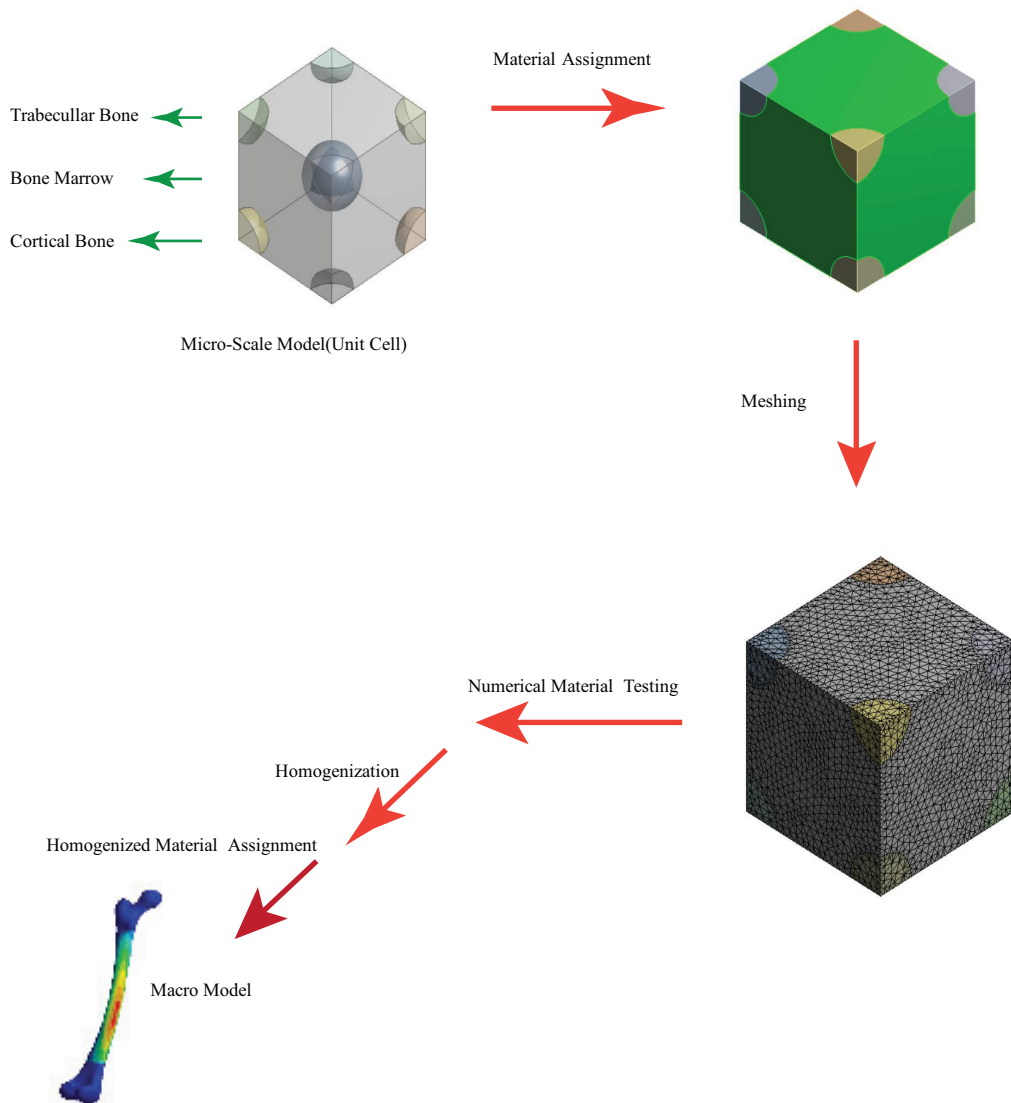 Material Assignment
Trabecullar Bone
Bone Marrow
Cortical Bone
Micro-Scale Model(Unit Cell)
Meshing
Numerical Material Testing
Homogenization
Homogenized Material Assignment
Macro Model